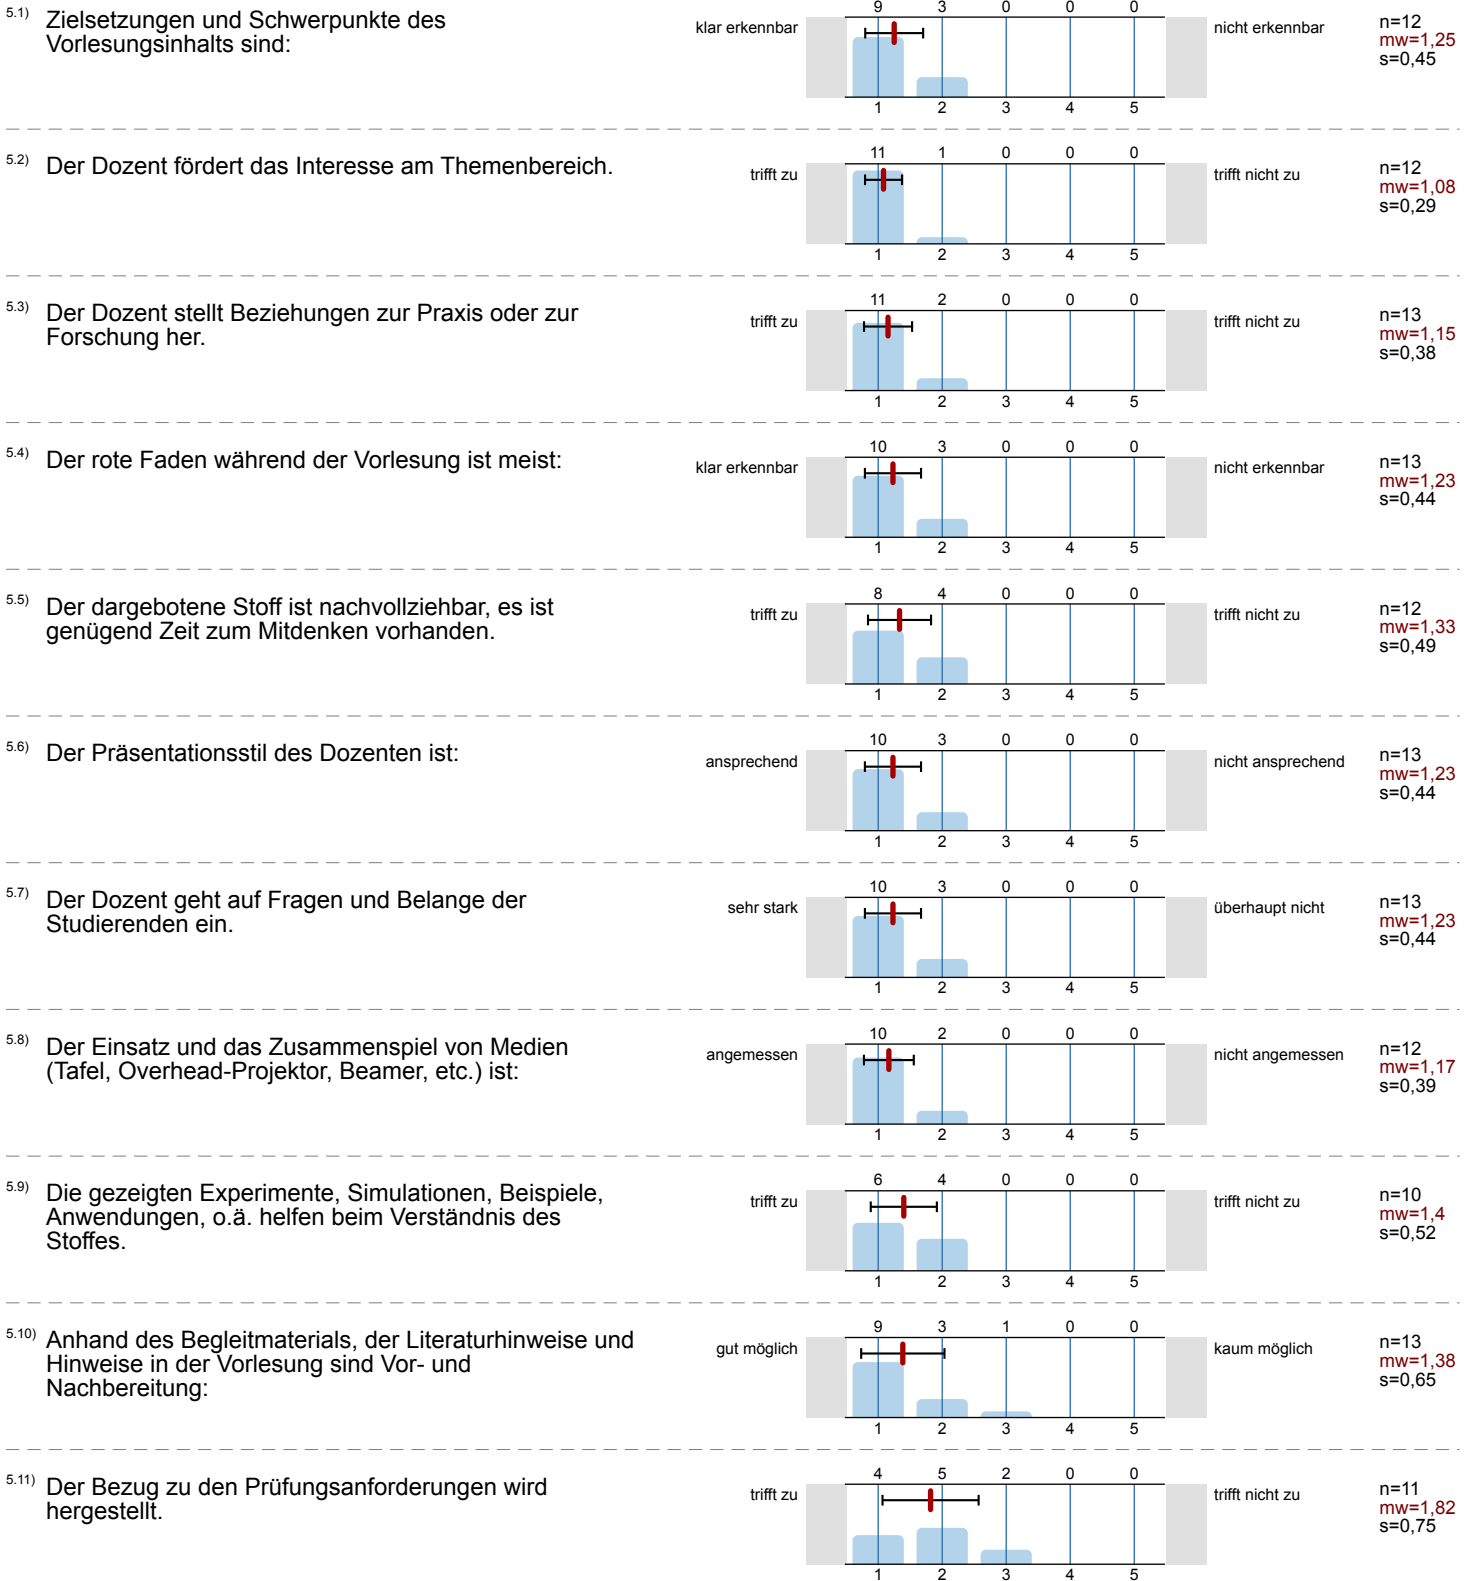 5.1) Zielsetzungen und Schwerpunkte des
Vorlesungsinhalts sind:
klar erkennbar
9 3 0 0 0
1 2 3 4 5
nicht erkennbar
n=12
mw=1,25
s=0,45
5.2) Der Dozent fördert das Interesse am Themenbereich.
trifft zu
11 1 0 0 0
1 2 3 4 5
trifft nicht zu
n=12
mw=1,08
s=0,29
5.3) Der Dozent stellt Beziehungen zur Praxis oder zur
Forschung her.
trifft zu
11 2 0 0 0
1 2 3 4 5
trifft nicht zu
n=13
mw=1,15
s=0,38
5.4) Der rote Faden während der Vorlesung ist meist:
klar erkennbar
10 3 0 0 0
1 2 3 4 5
nicht erkennbar
n=13
mw=1,23
s=0,44
5.5) Der dargebotene Stoff ist nachvollziehbar, es ist
genügend Zeit zum Mitdenken vorhanden.
trifft zu
8 4 0 0 0
1 2 3 4 5
trifft nicht zu
n=12
mw=1,33
s=0,49
5.6) Der Präsentationsstil des Dozenten ist:
ansprechend
10 3 0 0 0
1 2 3 4 5
nicht ansprechend
n=13
mw=1,23
s=0,44
5.7) Der Dozent geht auf Fragen und Belange der
Studierenden ein.
sehr stark
10 3 0 0 0
1 2 3 4 5
überhaupt nicht
n=13
mw=1,23
s=0,44
5.8) Der Einsatz und das Zusammenspiel von Medien
(Tafel, Overhead-Projektor, Beamer, etc.) ist:
angemessen
10 2 0 0 0
1 2 3 4 5
nicht angemessen
n=12
mw=1,17
s=0,39
5.9) Die gezeigten Experimente, Simulationen, Beispiele,
Anwendungen, o.ä. helfen beim Verständnis des
Stoffes.
trifft zu
6 4 0 0 0
1 2 3 4 5
trifft nicht zu
n=10
mw=1,4
s=0,52
5.10) Anhand des Begleitmaterials, der Literaturhinweise und
Hinweise in der Vorlesung sind Vor- und
Nachbereitung:
gut möglich
9 3 1 0 0
1 2 3 4 5
kaum möglich
n=13
mw=1,38
s=0,65
5.11) Der Bezug zu den Prüfungsanforderungen wird
hergestellt.
trifft zu
4 5 2 0 0
1 2 3 4 5
trifft nicht zu
n=11
mw=1,82
s=0,75